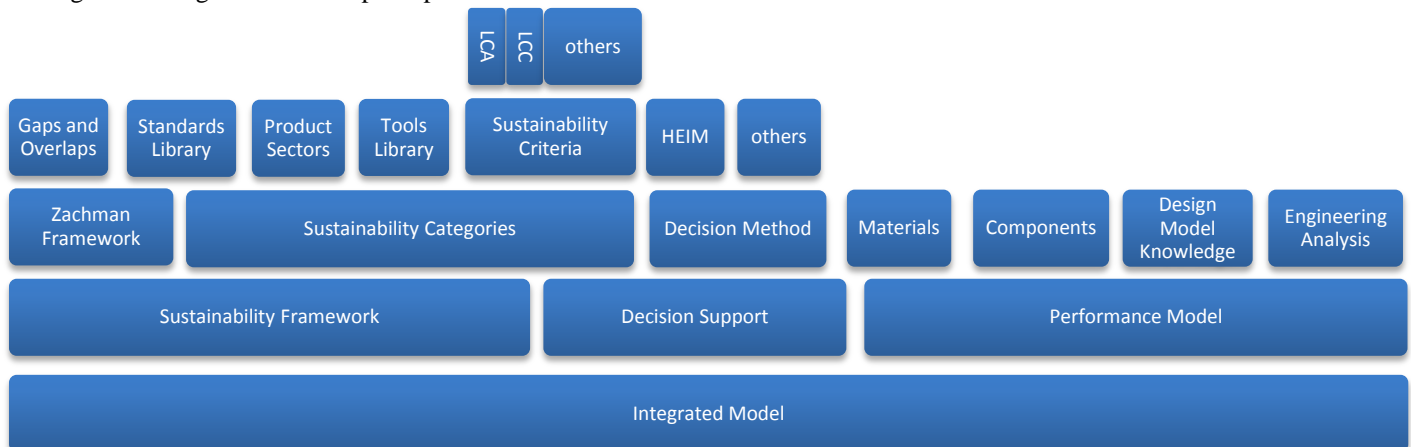 LCA
LCC
others
Gaps and
Overlaps
Standards
Library
Product
Sectors
Tools
Library
Sustainability
Criteria
HEIM
others
Zachman
Framework
Sustainability Categories
Decision Method
Materials
Components
Design
Model
Knowledge
Engineering
Analysis
Sustainability Framework
Decision Support
Performance Model
Integrated Model